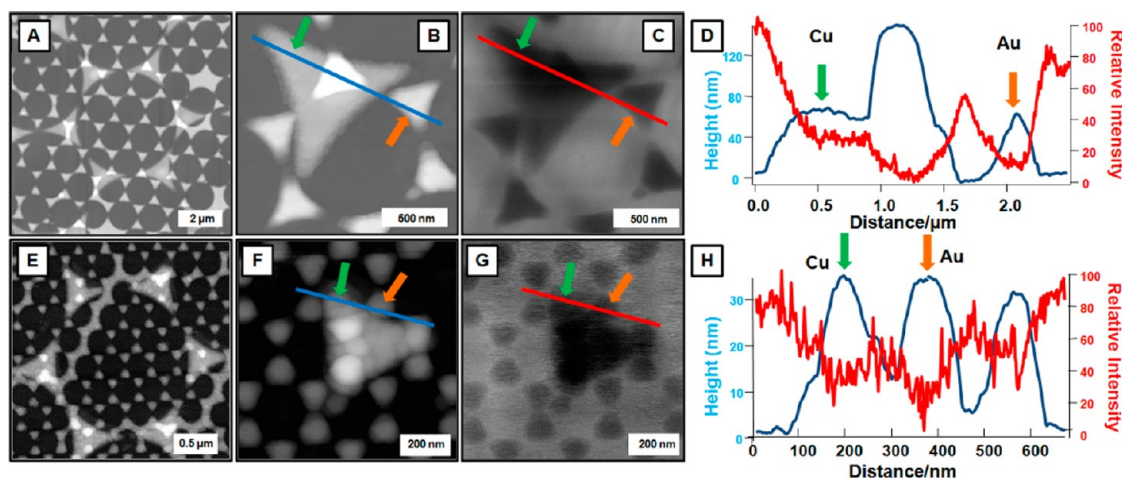 A
2 µm
B
500 nm
C
500 nm
D
Cu
Au
Height (nm)
120
80
40
0
Relative Intensity
100
80
60
40
20
0
0.0 0.5 1.0 1.5 2.0
Distance/µm
E
0.5 µm
F
200 nm
G
200 nm
H
Cu
Au
Height (nm)
30
20
10
0
Relative Intensity
100
80
60
40
20
0
0 100 200 300 400 500 600
Distance/nm